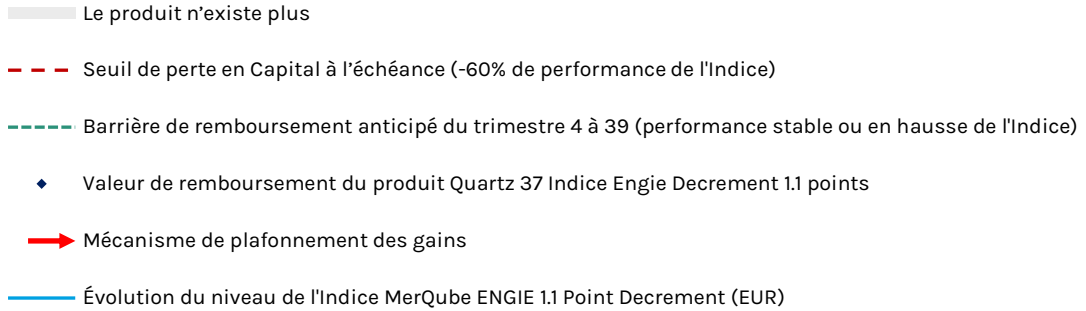 Le produit n’existe plus
Seuil de perte en Capital à l’échéance (-60% de performance de l'Indice)
Barrière de remboursement anticipé du trimestre 4 à 39 (performance stable ou en hausse de l'Indice)
Valeur de remboursement du produit Quartz 37 Indice Engie Decrement 1.1 points
Mécanisme de plafonnement des gains
Évolution du niveau de l'Indice MerQube ENGIE 1.1 Point Decrement (EUR)